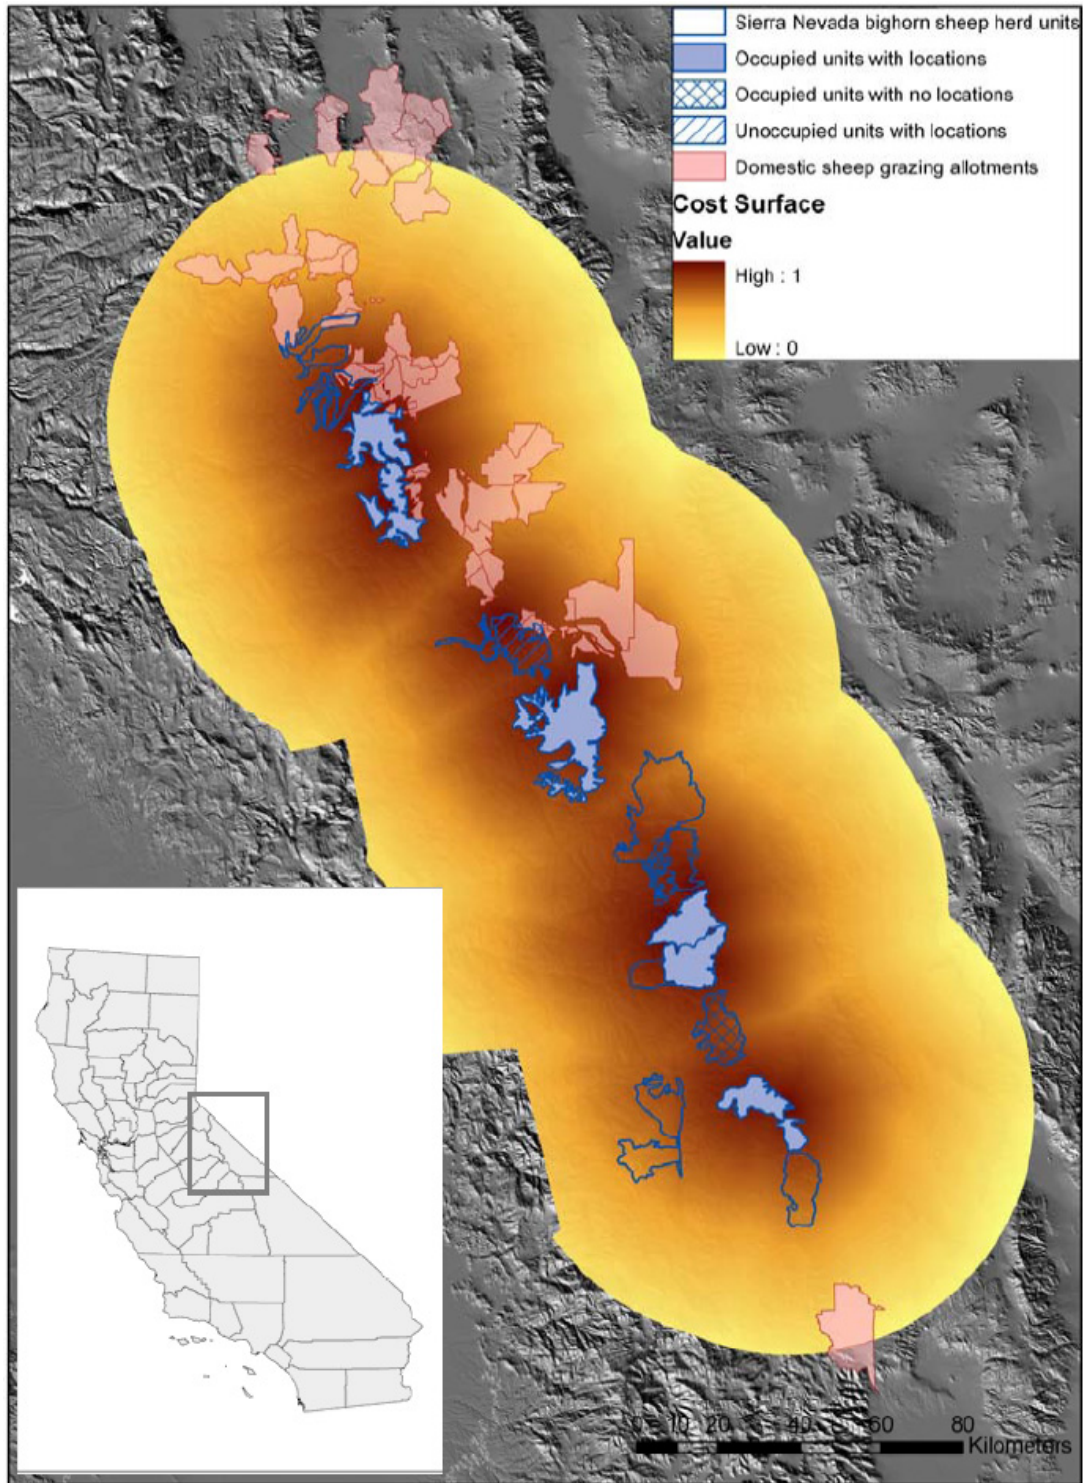 Sierra Nevada bighorn sheep herd units
Occupied units with locations
Occupied units with no locations
Unoccupied units with locations
Domestic sheep grazing allotments
Cost Surface
Value
High : 1
Low : 0
0 10 20 40 60 80
Kilometers